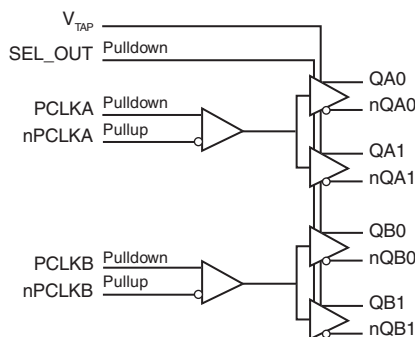 VTAP
SEL_OUT Pulldown
PCLKA Pulldown
nPCLKA Pullup
QA0
nQA0
QA1
nQA1
PCLKB Pulldown
nPCLKB Pullup
QB0
nQB0
QB1
nQB1